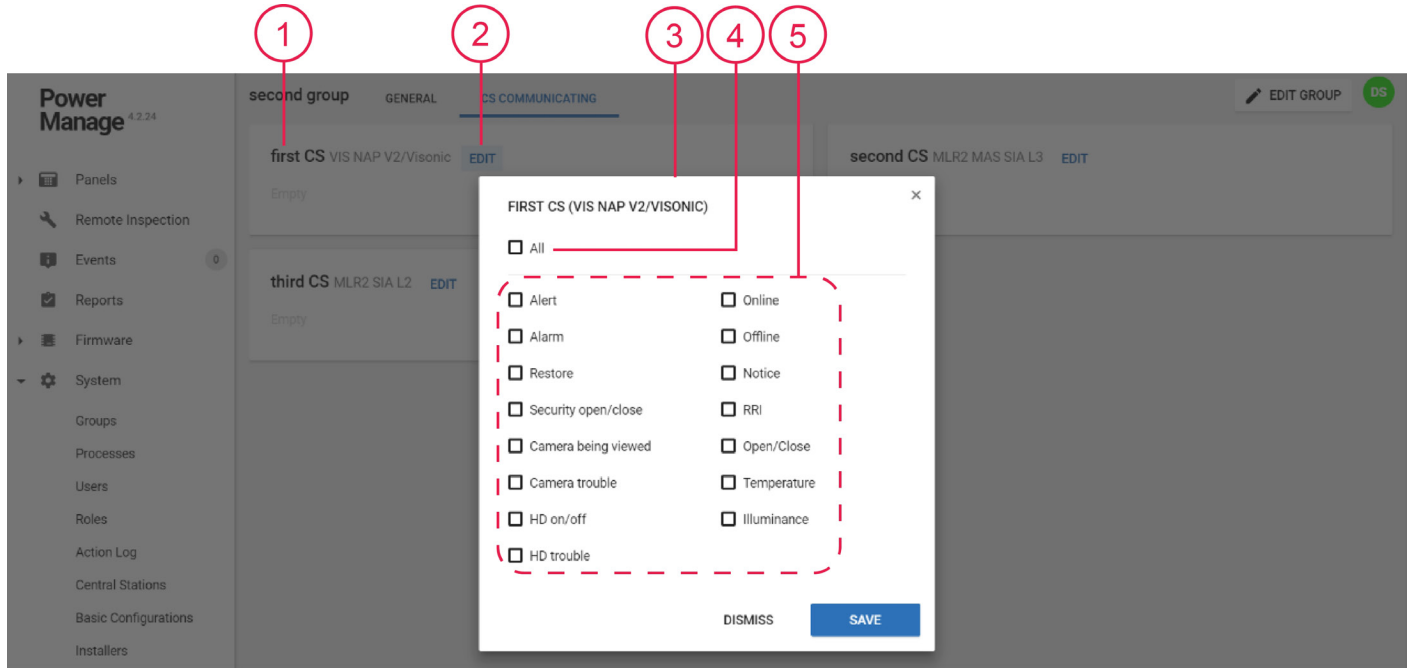 1 2 3 4 5
Power
Manage 4.2.24
second group GENERAL CS COMMUNICATING EDIT GROUP DS
first CS VIS NAP V2/Visonic EDIT
Empty
second CS MLR2 MAS SIA L3 EDIT
third CS MLR2 SIA L2 EDIT
Empty
Panels
Remote Inspection
Events 0
Reports
Firmware
System
Groups
Processes
Users
Roles
Action Log
Central Stations
Basic Configurations
Installers
FIRST CS (VIS NAP V2/VISONIC) ×
All
Alert Online
Alarm Offline
Restore Notice
Security open/close RRI
Camera being viewed Open/Close
Camera trouble Temperature
HD on/off Illuminance
HD trouble
DISMISS SAVE